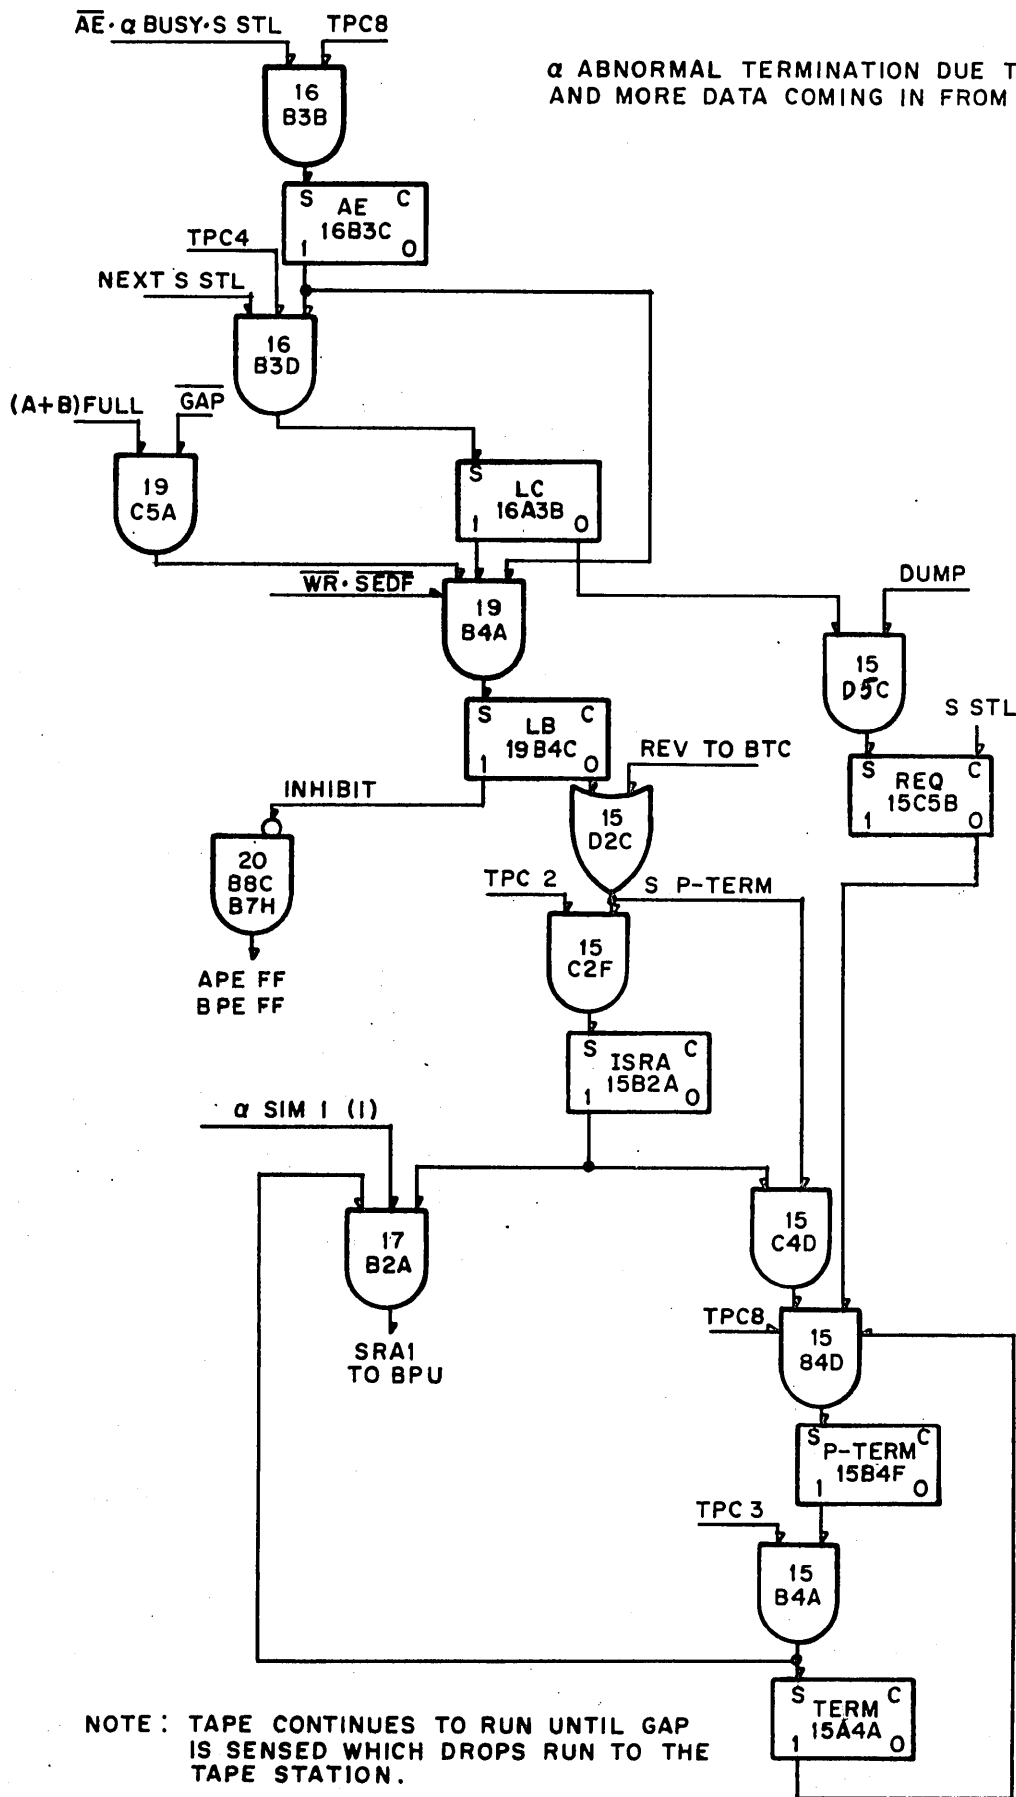 A̅E̅·α BUSY·S STL TPC8
α ABNORMAL TERMINATION DUE T
AND MORE DATA COMING IN FROM
16
B3B
S C
AE
16B3C
1 0
TPC4
NEXT S STL
16
B3D
(A+B)FULL G̅A̅P̅
19
C5A
S
LC
16A3B
1 0
W̅R̅·S̅E̅D̅F̅
19
B4A
DUMP
15
D5C
S C
LB
19B4C
1 0
S STL
REV TO BTC
S C
REQ
15C5B
1 0
INHIBIT
15
D2C
20
B8C
B7H
TPC 2
S P-TERM
15
C2F
APE FF
BPE FF
S C
ISRA
15B2A
1 0
α SIM 1 (1)
17
B2A
15
C4D
SRA1
TO BPU
TPC8
15
84D
S C
P-TERM
15B4F
1 0
TPC 3
15
B4A
S C
TERM
15A4A
1 0
NOTE: TAPE CONTINUES TO RUN UNTIL GAP
IS SENSED WHICH DROPS RUN TO THE
TAPE STATION.